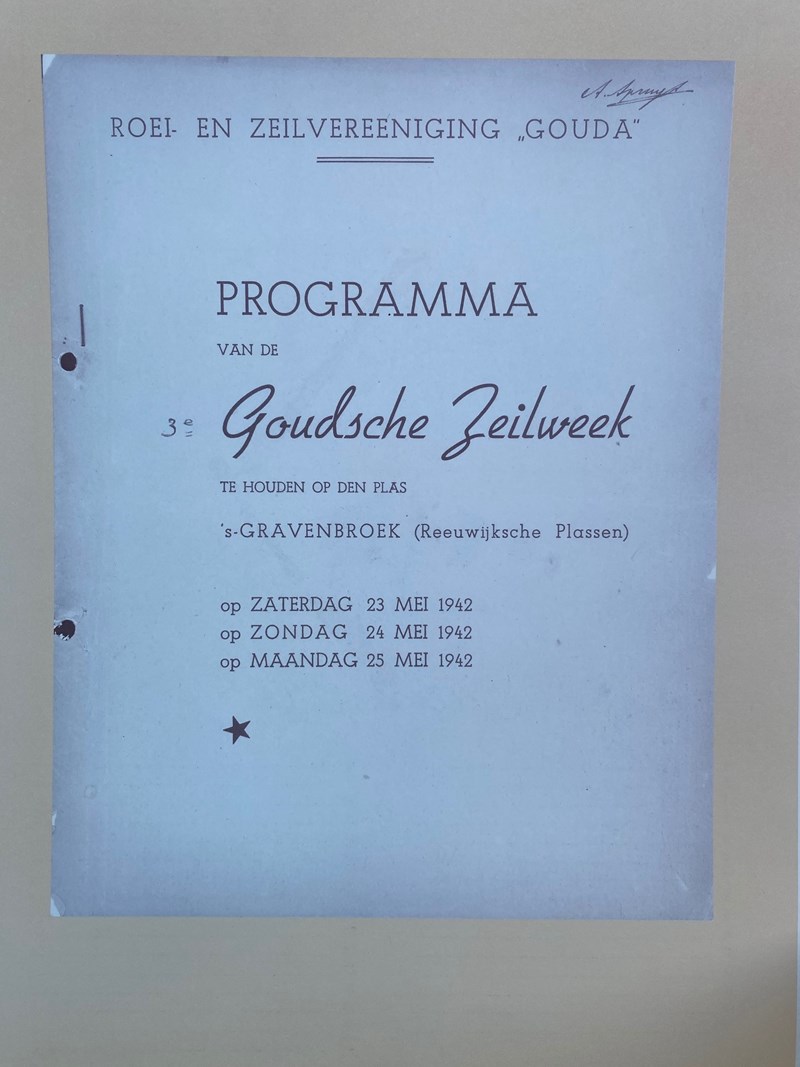 ROEI- EN ZEILVEREENIGING „GOUDA“
PROGRAMMA
VAN DE
3e Goudsche Zeilweek
TE HOUDEN OP DEN PLAS
's-GRAVENBROEK (Reeuwijksche Plassen)
op ZATERDAG 23 MEI 1942
op ZONDAG 24 MEI 1942
op MAANDAG 25 MEI 1942